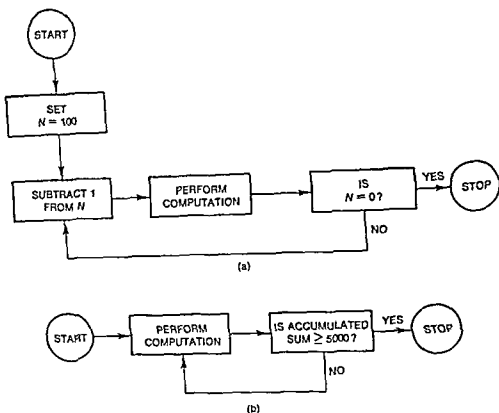 START
SET
N = 100
SUBTRACT 1
FROM N
PERFORM
COMPUTATION
IS
N = 0?
YES
STOP
NO
(a)
START
PERFORM
COMPUTATION
IS ACCUMULATED
SUM ≥ 5000?
YES
STOP
NO
(b)